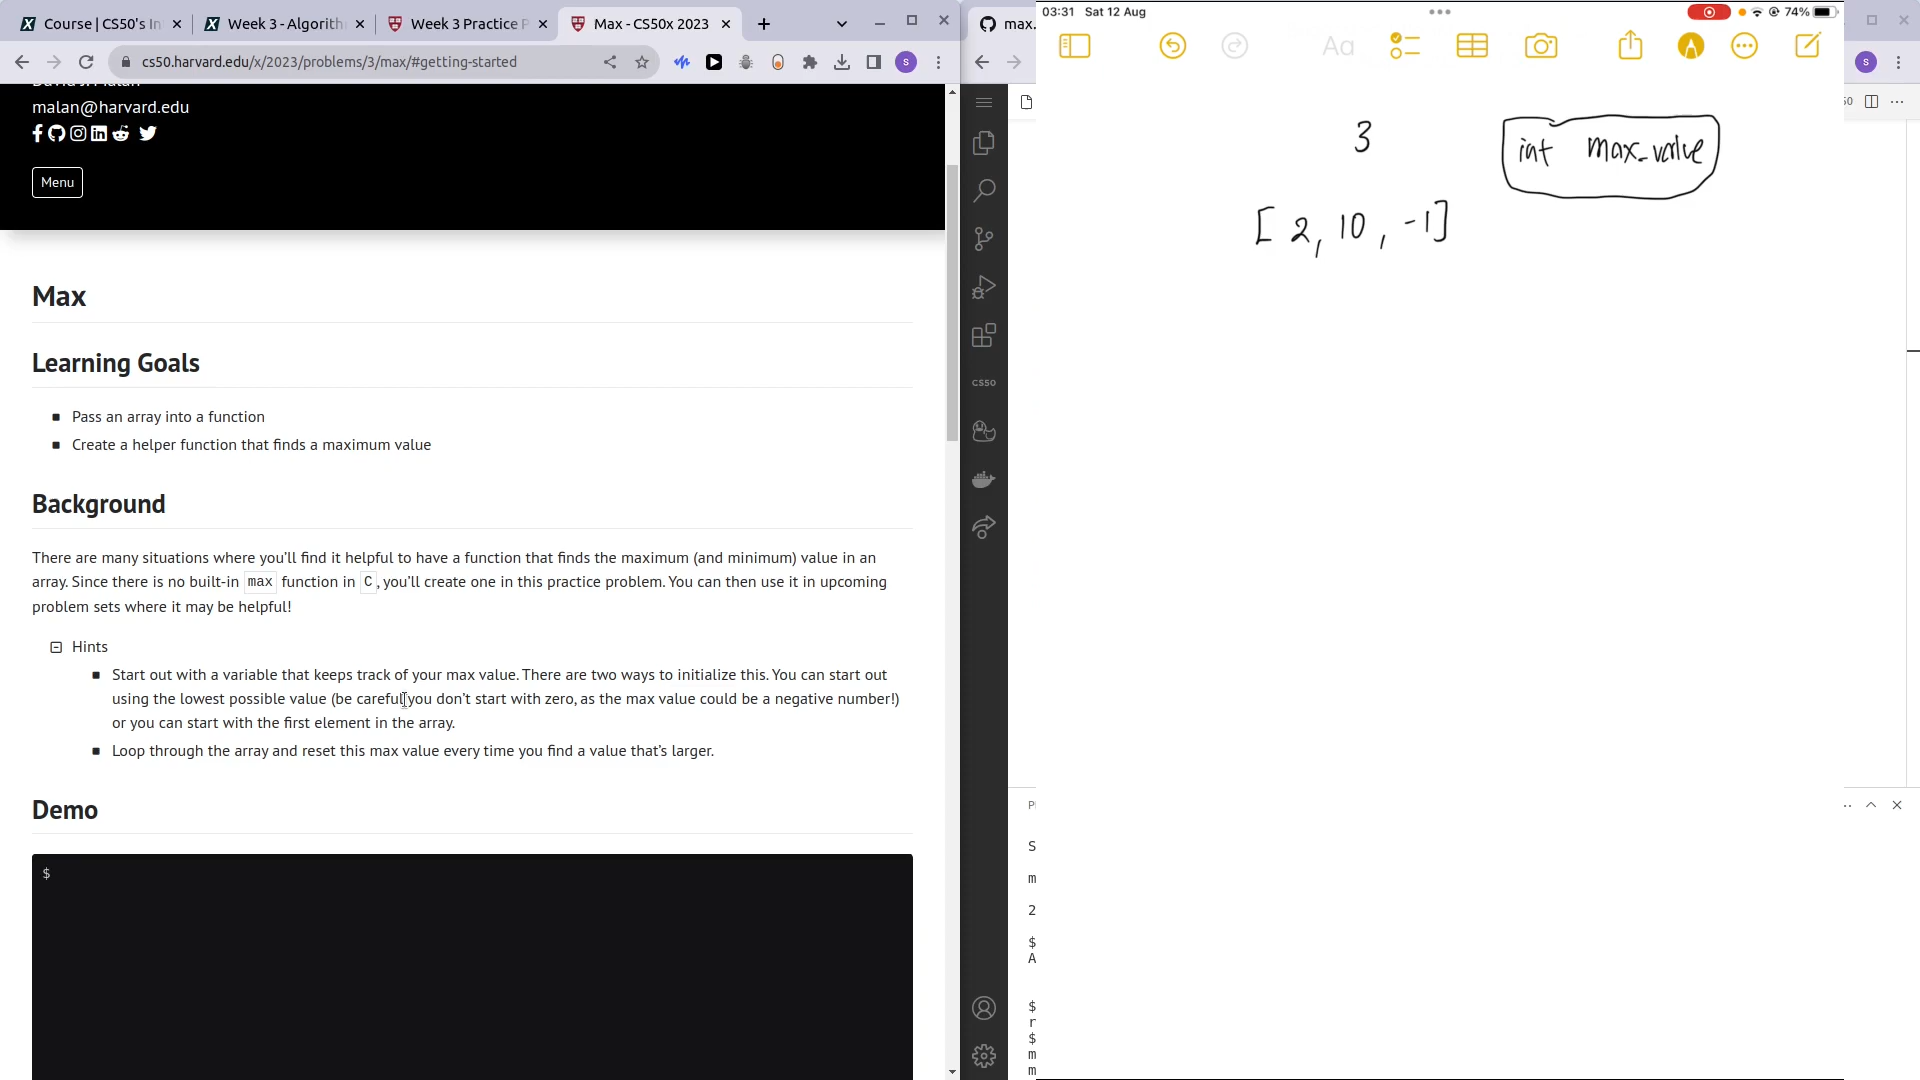 Course | CS50's In
Week 3 - Algorith
Week 3 Practice P
Max - CS50x 2023
cs50.harvard.edu/x/2023/problems/3/max/#getting-started
S
malan@harvard.edu
Menu
Max
Learning Goals
Pass an array into a function
Create a helper function that finds a maximum value
Background
There are many situations where you'll find it helpful to have a function that finds the maximum (and minimum) value in an
array. Since there is no built-in max function in C, you'll create one in this practice problem. You can then use it in upcoming
problem sets where it may be helpful!
Hints
Start out with a variable that keeps track of your max value. There are two ways to initialize this. You can start out
using the lowest possible value (be careful you don't start with zero, as the max value could be a negative number!)
or you can start with the first element in the array.
Loop through the array and reset this max value every time you find a value that's larger.
Demo
$
max.
S
50
CS50
P
S
m
2
$
A
$
r
$
m
m
03:31 Sat 12 Aug
74%
Aa
3
int max_value
[ 2, 10, -1]